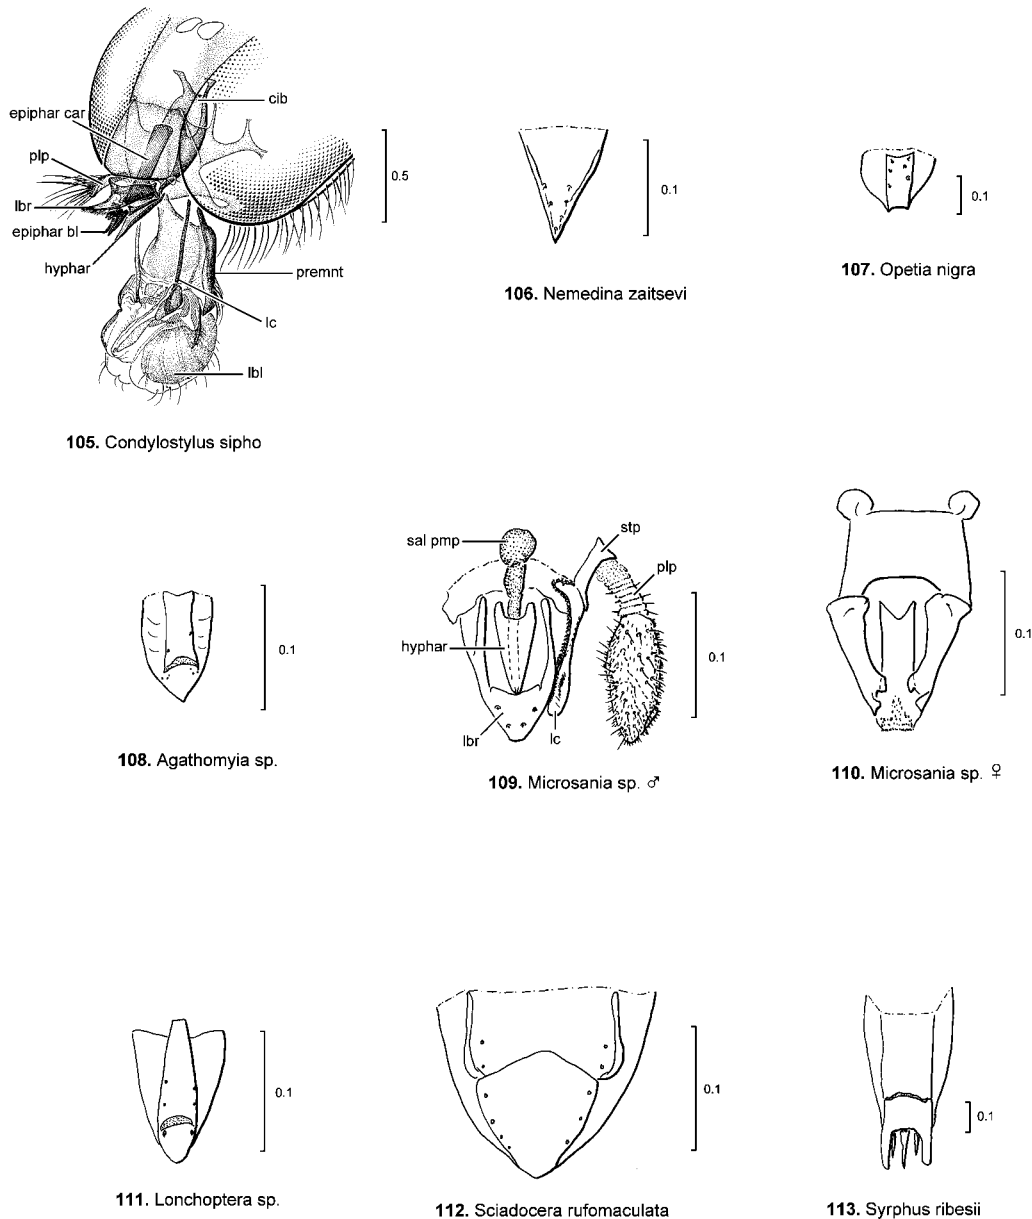 epiphar car
cib
plp
lbr
epiphar bl
hyphar
premnt
lc
lbl
0.5
105. Condylostylus sipho
0.1
106. Nemedina zaitsevi
0.1
107. Opetia nigra
0.1
108. Agathomyia sp.
sal pmp
stp
plp
hyphar
lbr
lc
0.1
109. Microsania sp. ♂
0.1
110. Microsania sp. ♀
0.1
111. Lonchoptera sp.
0.1
112. Sciadocera rufomaculata
0.1
113. Syrphus ribesii